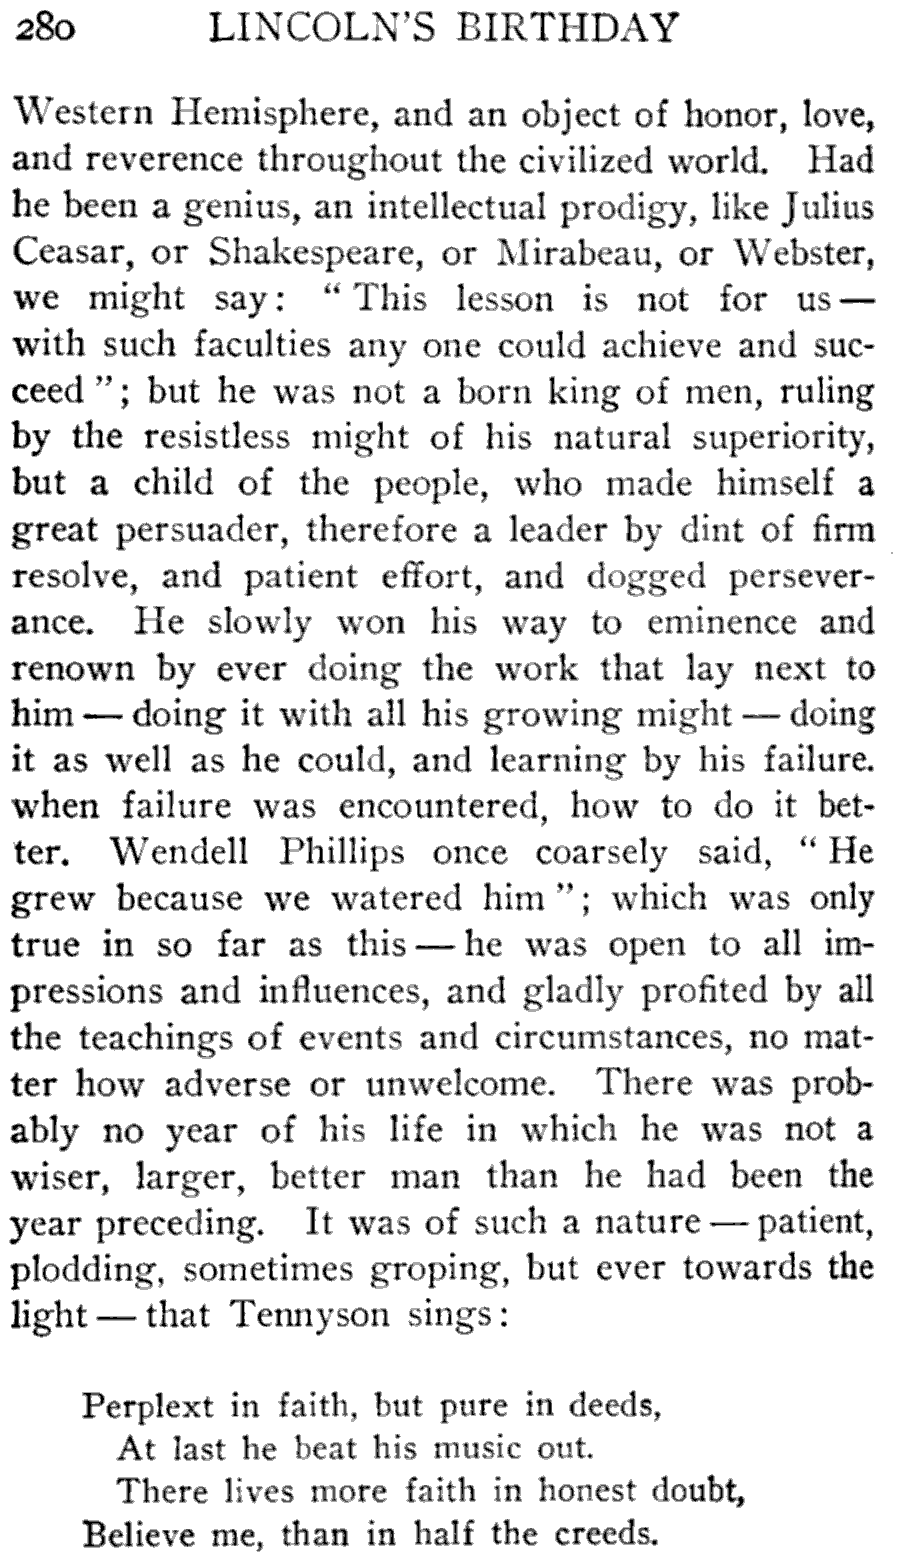 280 LINCOLN'S BIRTHDAY
Western Hemisphere, and an object of honor, love,
and reverence throughout the civilized world. Had
he been a genius, an intellectual prodigy, like Julius
Ceasar, or Shakespeare, or Mirabeau, or Webster,
we might say: "This lesson is not for us—
with such faculties any one could achieve and suc-
ceed"; but he was not a born king of men, ruling
by the resistless might of his natural superiority,
but a child of the people, who made himself a
great persuader, therefore a leader by dint of firm
resolve, and patient effort, and dogged persever-
ance. He slowly won his way to eminence and
renown by ever doing the work that lay next to
him — doing it with all his growing might — doing
it as well as he could, and learning by his failure.
when failure was encountered, how to do it bet-
ter. Wendell Phillips once coarsely said, "He
grew because we watered him"; which was only
true in so far as this — he was open to all im-
pressions and influences, and gladly profited by all
the teachings of events and circumstances, no mat-
ter how adverse or unwelcome. There was prob-
ably no year of his life in which he was not a
wiser, larger, better man than he had been the
year preceding. It was of such a nature — patient,
plodding, sometimes groping, but ever towards the
light — that Tennyson sings:
Perplext in faith, but pure in deeds,
At last he beat his music out.
There lives more faith in honest doubt,
Believe me, than in half the creeds.